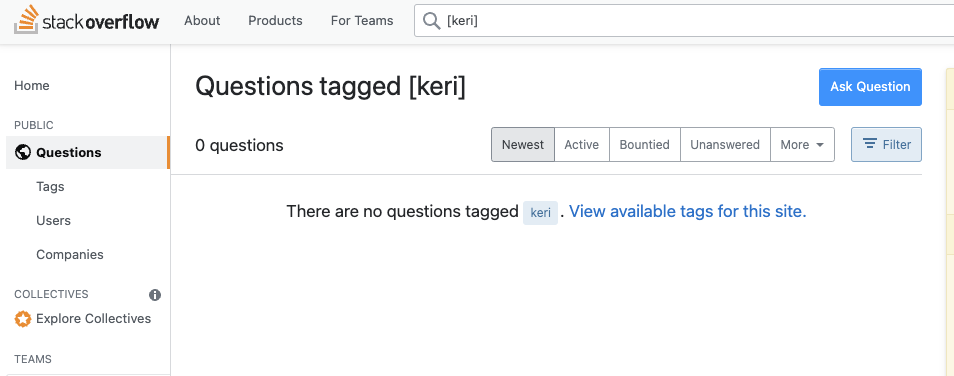 stackoverflow About Products For Teams [keri]
Home
PUBLIC
Questions
Tags
Users
Companies
COLLECTIVES
Explore Collectives
TEAMS
Questions tagged [keri]
Ask Question
0 questions
Newest Active Bountied Unanswered More Filter
There are no questions tagged keri . View available tags for this site.